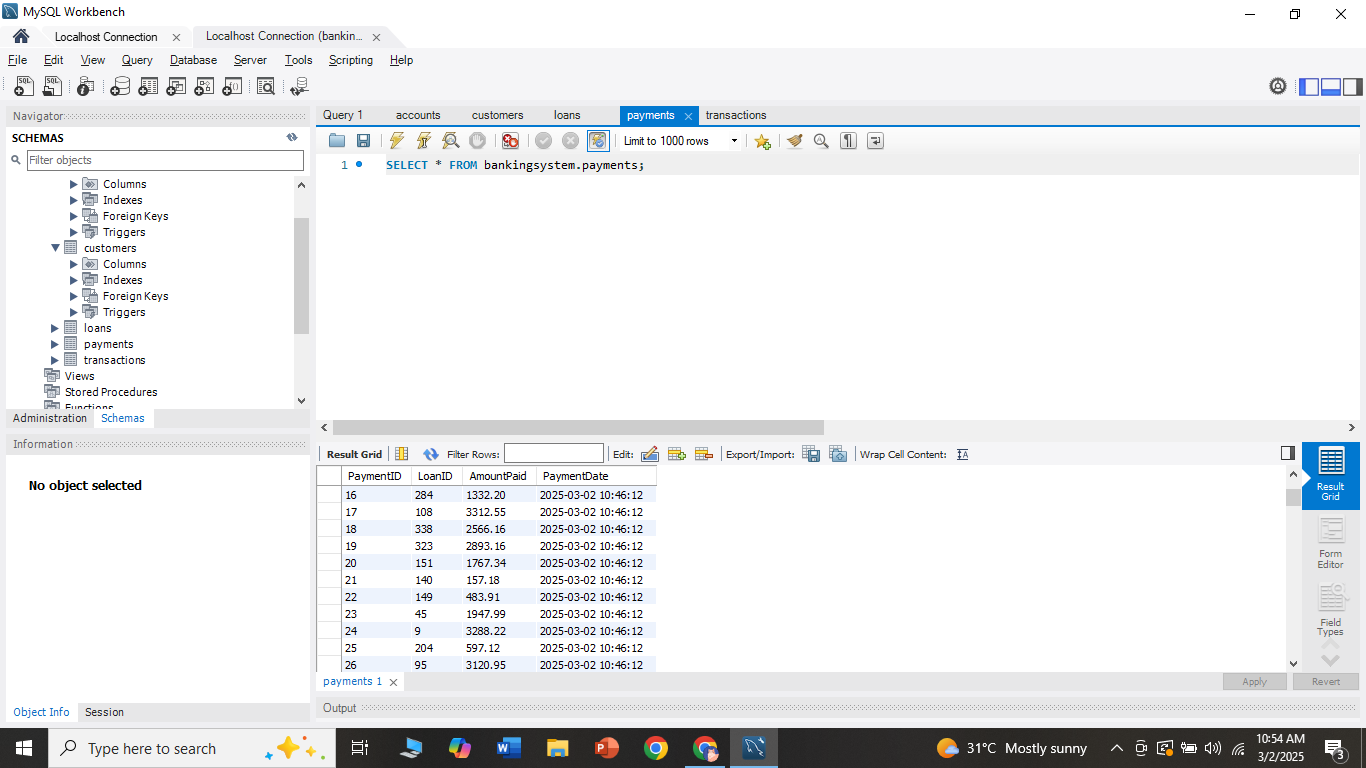 MySQL Workbench
Localhost Connection
Localhost Connection (bankin...
File Edit View Query Database Server Tools Scripting Help
Navigator
SCHEMAS
Filter objects
Columns
Indexes
Foreign Keys
Triggers
customers
Columns
Indexes
Foreign Keys
Triggers
loans
payments
transactions
Views
Stored Procedures
Functions
Administration Schemas
Information
No object selected
Object Info Session
Query 1 accounts customers loans payments transactions
Limit to 1000 rows
1 SELECT * FROM bankingsystem.payments;
Result Grid Filter Rows: Edit: Export/Import: Wrap Cell Content:
PaymentID LoanID AmountPaid PaymentDate
16 284 1332.20 2025-03-02 10:46:12
17 108 3312.55 2025-03-02 10:46:12
18 338 2566.16 2025-03-02 10:46:12
19 323 2893.16 2025-03-02 10:46:12
20 151 1767.34 2025-03-02 10:46:12
21 140 157.18 2025-03-02 10:46:12
22 149 483.91 2025-03-02 10:46:12
23 45 1947.99 2025-03-02 10:46:12
24 9 3288.22 2025-03-02 10:46:12
25 204 597.12 2025-03-02 10:46:12
26 95 3120.95 2025-03-02 10:46:12
Result
Grid
Form
Editor
Field
Types
payments 1
Apply Revert
Output
Type here to search
31°C Mostly sunny
10:54 AM
3/2/2025
3